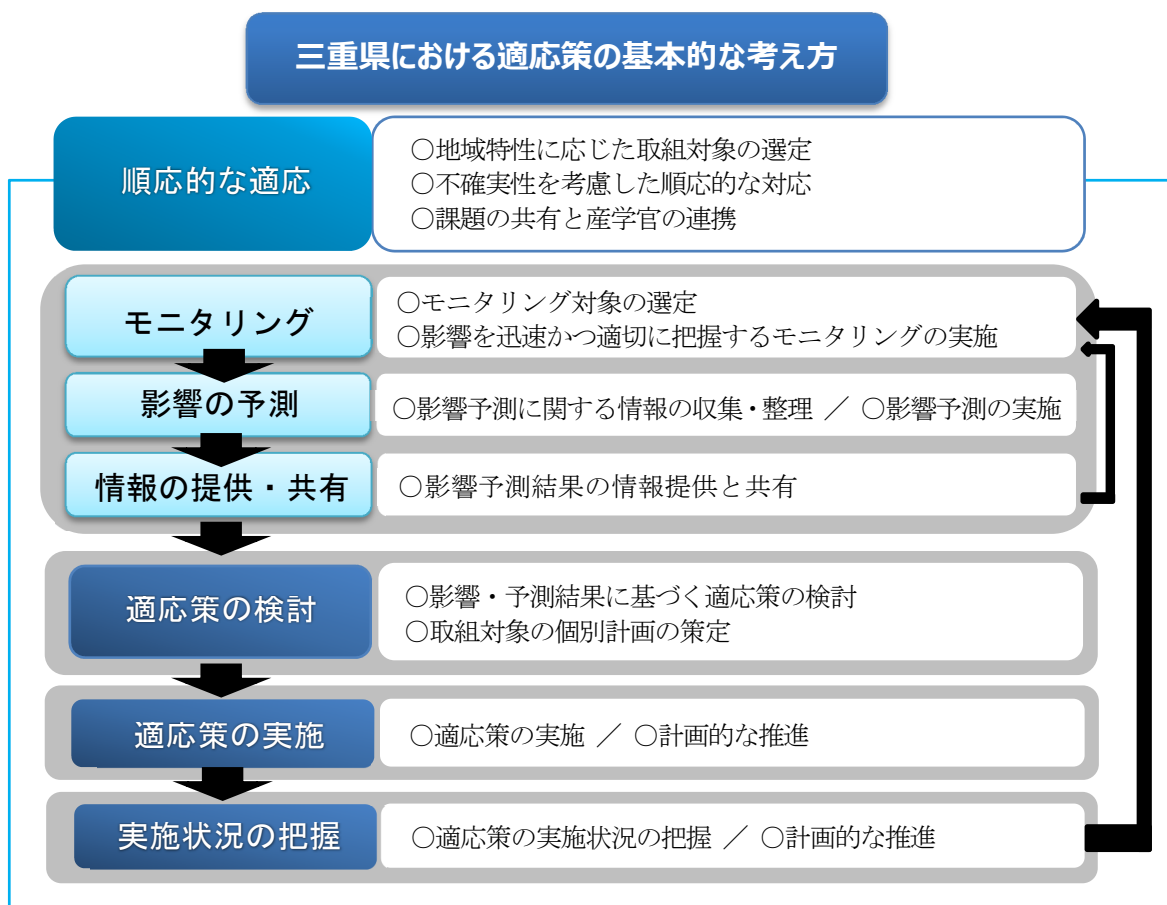 三重県における適応策の基本的な考え方
順応的な適応
○地域特性に応じた取組対象の選定
○不確実性を考慮した順応的な対応
○課題の共有と産学官の連携
モニタリング
○モニタリング対象の選定
○影響を迅速かつ適切に把握するモニタリングの実施
影響の予測
○影響予測に関する情報の収集・整理 ／ ○影響予測の実施
情報の提供・共有
○影響予測結果の情報提供と共有
適応策の検討
○影響・予測結果に基づく適応策の検討
○取組対象の個別計画の策定
適応策の実施
○適応策の実施 ／ ○計画的な推進
実施状況の把握
○適応策の実施状況の把握 ／ ○計画的な推進